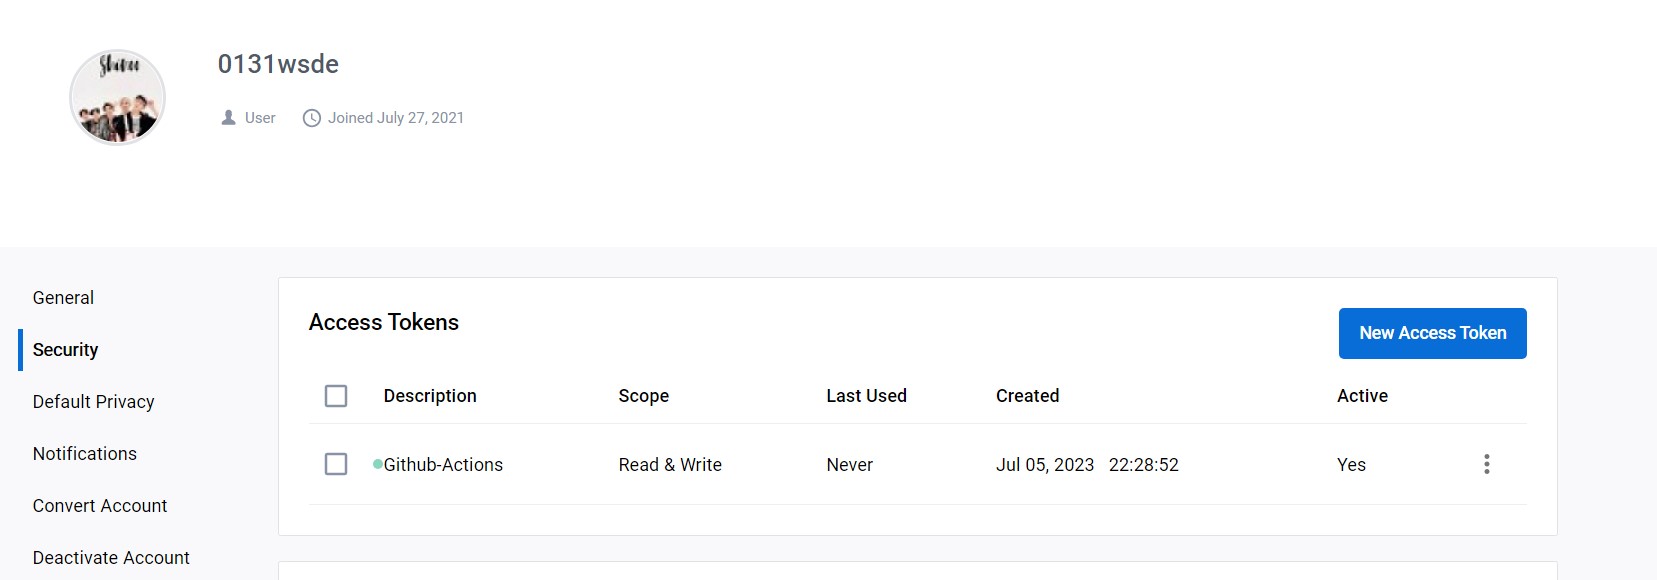 0131wsde
User Joined July 27, 2021
General
Security
Default Privacy
Notifications
Convert Account
Deactivate Account
Access Tokens
New Access Token
Description Scope Last Used Created Active
Github-Actions Read & Write Never Jul 05, 2023 22:28:52 Yes